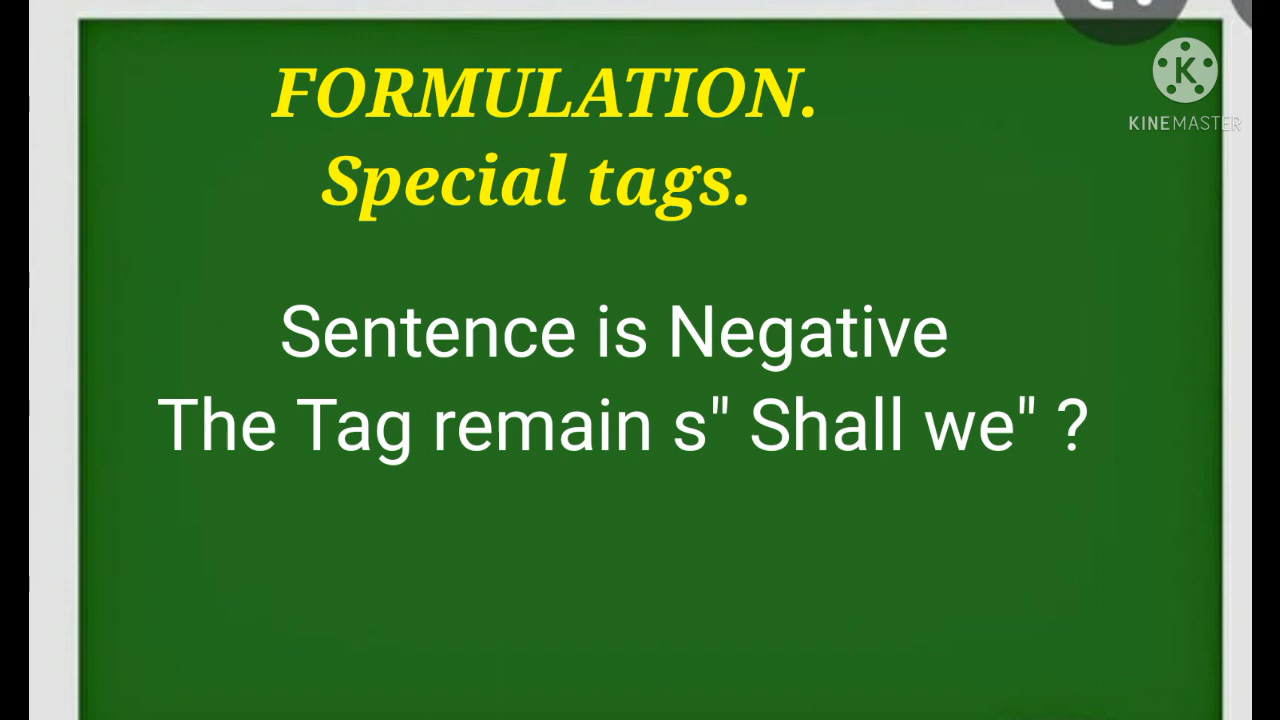 FORMULATION.
Special tags.
K
KINEMASTER
Sentence is Negative
The Tag remain s" Shall we" ?